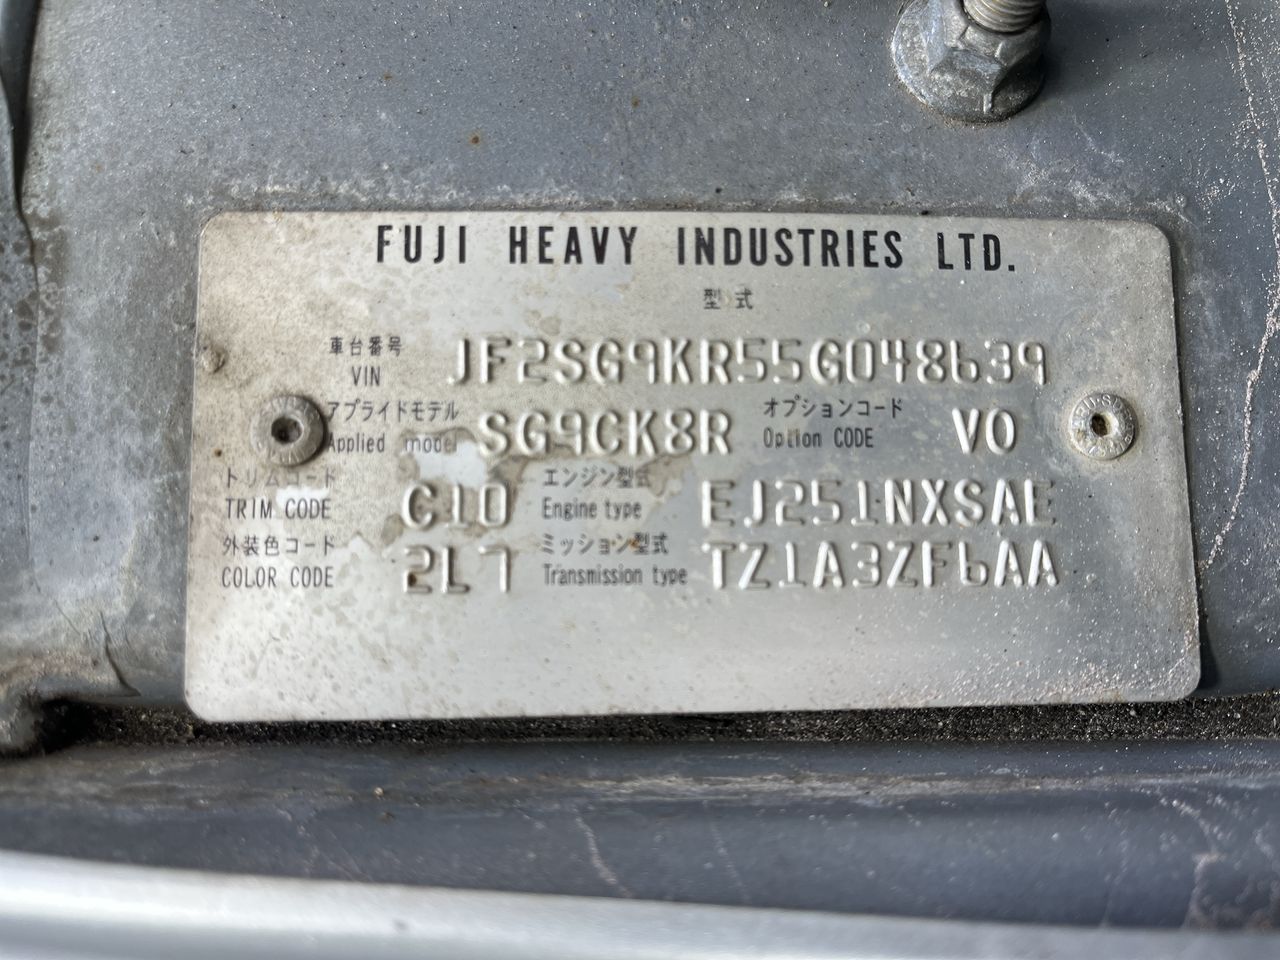 FUJI HEAVY INDUSTRIES LTD.
型式
車台番号
VIN JF2SG9KR55G048639
アプライドモデル オプションコード
Applied model SG9CK8R Option CODE V0
トリムコード エンジン型式
TRIM CODE C10 Engine type EJ251NXSAE
外装色コード ミッション型式
COLOR CODE 2L7 Transmission type TZ1A3ZF6AA